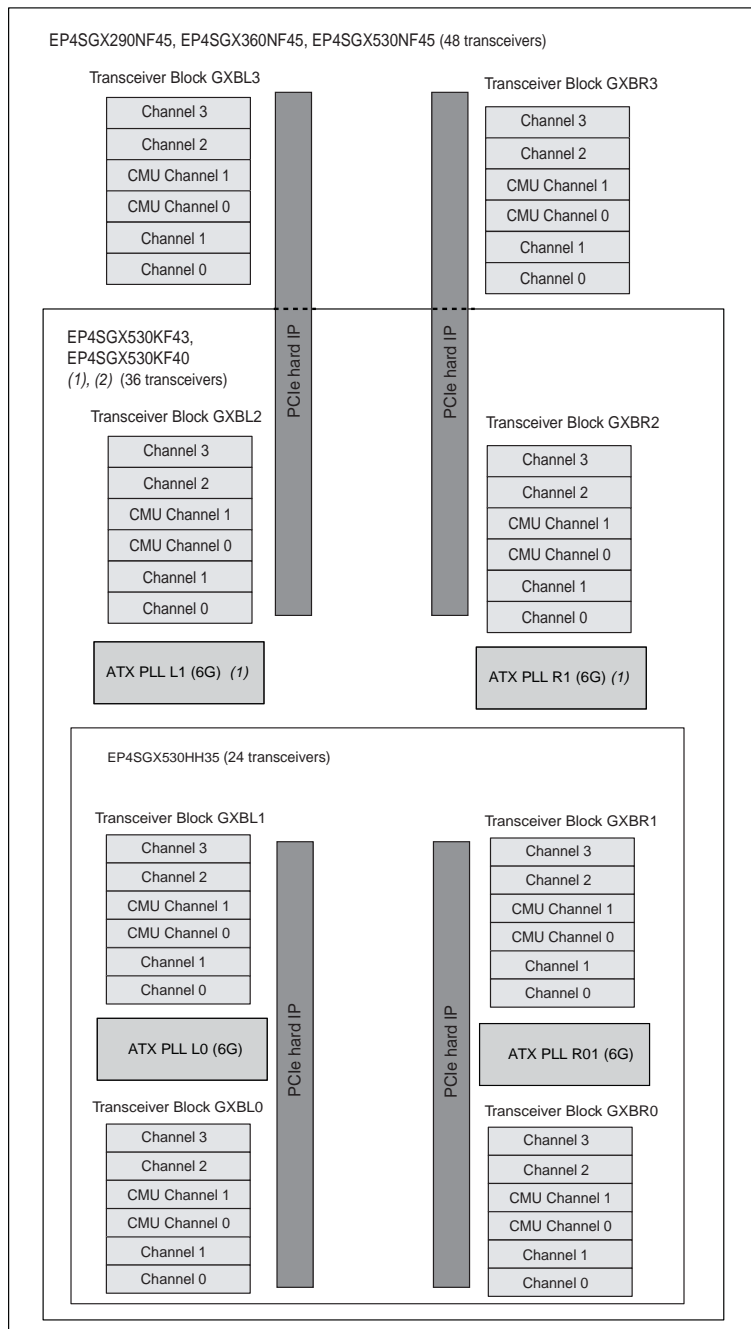 EP4SGX290NF45, EP4SGX360NF45, EP4SGX530NF45 (48 transceivers)
Transceiver Block GXBL3
Channel 3
Channel 2
CMU Channel 1
CMU Channel 0
Channel 1
Channel 0
Transceiver Block GXBR3
Channel 3
Channel 2
CMU Channel 1
CMU Channel 0
Channel 1
Channel 0
PCIe hard IP
PCIe hard IP
EP4SGX530KF43,
EP4SGX530KF40
(1), (2) (36 transceivers)
Transceiver Block GXBL2
Channel 3
Channel 2
CMU Channel 1
CMU Channel 0
Channel 1
Channel 0
Transceiver Block GXBR2
Channel 3
Channel 2
CMU Channel 1
CMU Channel 0
Channel 1
Channel 0
ATX PLL L1 (6G) (1)
ATX PLL R1 (6G) (1)
EP4SGX530HH35 (24 transceivers)
Transceiver Block GXBL1
Channel 3
Channel 2
CMU Channel 1
CMU Channel 0
Channel 1
Channel 0
Transceiver Block GXBR1
Channel 3
Channel 2
CMU Channel 1
CMU Channel 0
Channel 1
Channel 0
PCIe hard IP
PCIe hard IP
ATX PLL L0 (6G)
ATX PLL R01 (6G)
Transceiver Block GXBL0
Channel 3
Channel 2
CMU Channel 1
CMU Channel 0
Channel 1
Channel 0
Transceiver Block GXBR0
Channel 3
Channel 2
CMU Channel 1
CMU Channel 0
Channel 1
Channel 0